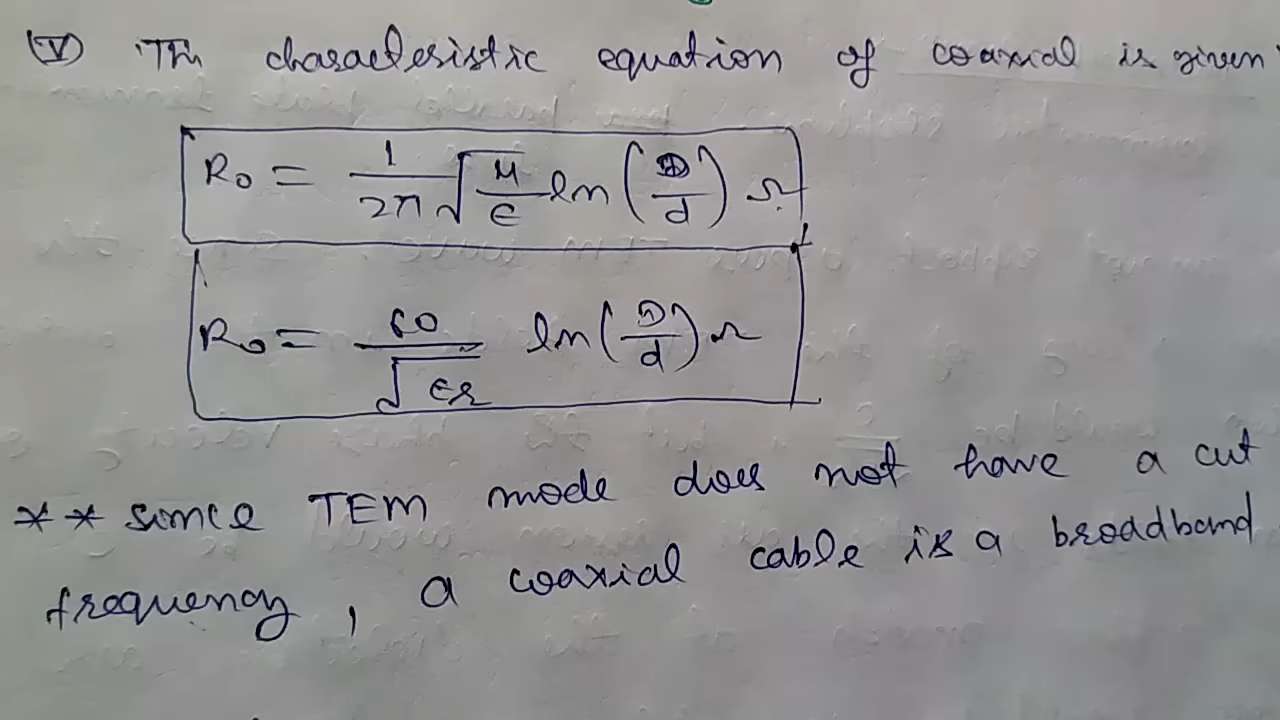 (V) Th characteristic equation of coaxial is given
R₀ = 1/2π √(μ/ε) ln(D/d) Ω
R₀ = 60/√εr ln(D/d) Ω
** since TEM mode does not have a cut
frequency, a coaxial cable is a broadband